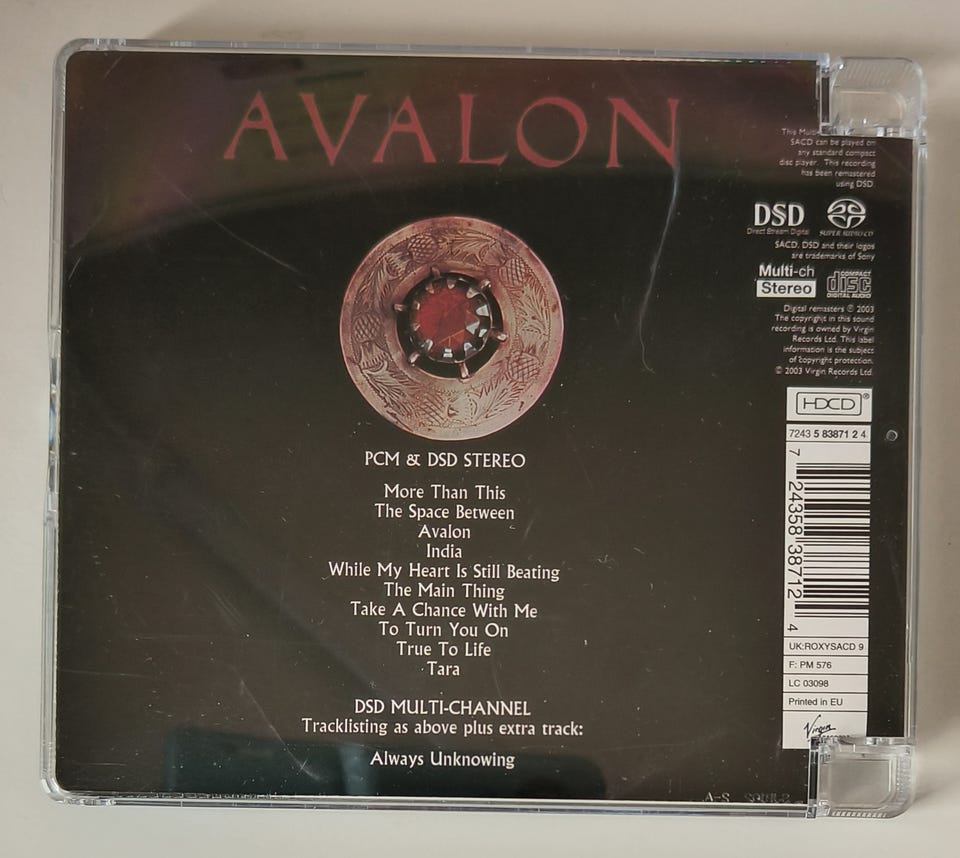 AVALON
This Multi-
SACD can be played on
any standard compact
disc player. This recording
has been remastered
using DSD.
DSD
Direct Stream Digital
SUPER AUDIO CD
SACD, DSD and their logos
are trademarks of Sony
Multi-ch
Stereo
COMPACT
disc
DIGITAL AUDIO
Digital remasters ℗ 2003
The copyright in this sound
recording is owned by Virgin
Records Ltd. This label
information is the subject
of copyright protection.
© 2003 Virgin Records Ltd.
HDCD®
7243 5 83871 2 4
7 24358 38712 4
UK:ROXYSACD 9
F: PM 576
LC 03098
Printed in EU
Virgin
PCM & DSD STEREO
More Than This
The Space Between
Avalon
India
While My Heart Is Still Beating
The Main Thing
Take A Chance With Me
To Turn You On
True To Life
Tara
DSD MULTI-CHANNEL
Tracklisting as above plus extra track:
Always Unknowing